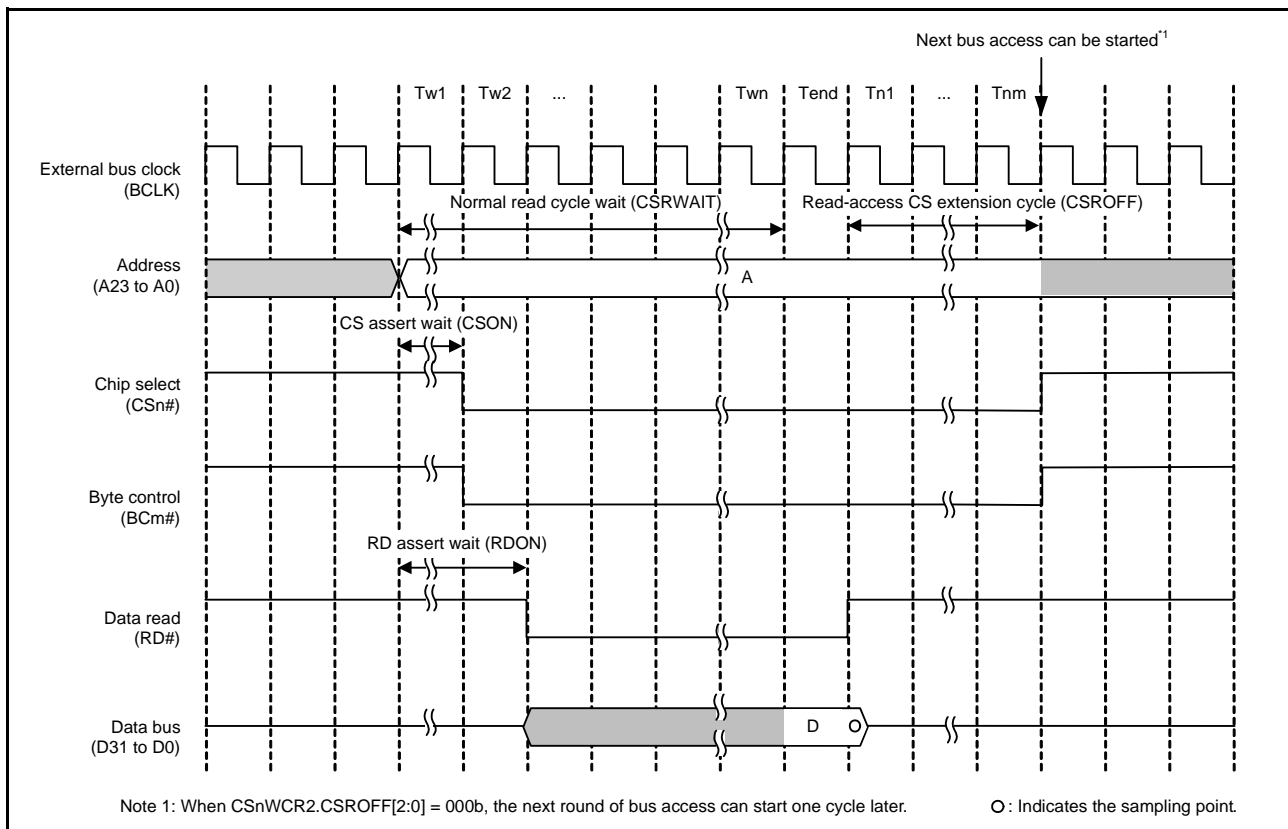 Next bus access can be started*1
Tw1 Tw2 ... Twn Tend Tn1 ... Tnm
External bus clock
(BCLK)
Normal read cycle wait (CSRWAIT) Read-access CS extension cycle (CSROFF)
Address
(A23 to A0)
A
CS assert wait (CSON)
Chip select
(CSn#)
Byte control
(BCm#)
RD assert wait (RDON)
Data read
(RD#)
Data bus
(D31 to D0)
D
Note 1: When CSnWCR2.CSROFF[2:0] = 000b, the next round of bus access can start one cycle later. : Indicates the sampling point.